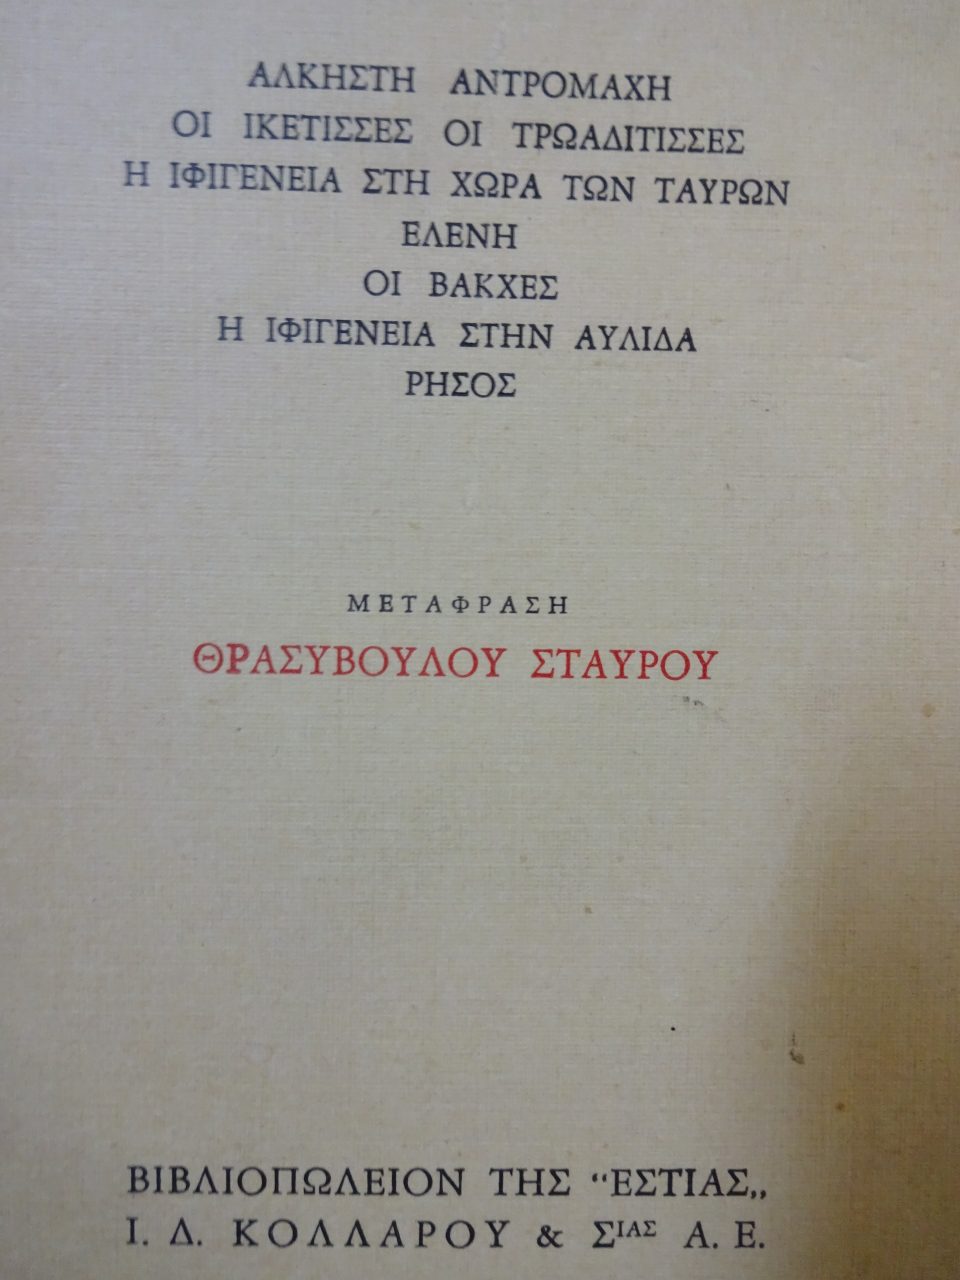 ΑΛΚΗΣΤΗ ΑΝΤΡΟΜΑΧΗ
ΟΙ ΙΚΕΤΙΣΣΕΣ ΟΙ ΤΡΩΑΔΙΤΙΣΣΕΣ
Η ΙΦΙΓΕΝΕΙΑ ΣΤΗ ΧΩΡΑ ΤΩΝ ΤΑΥΡΩΝ
ΕΛΕΝΗ
ΟΙ ΒΑΚΧΕΣ
Η ΙΦΙΓΕΝΕΙΑ ΣΤΗΝ ΑΥΛΙΔΑ
ΡΗΣΟΣ
ΜΕΤΑΦΡΑΣΗ
ΘΡΑΣΥΒΟΥΛΟΥ ΣΤΑΥΡΟΥ
ΒΙΒΛΙΟΠΩΛΕΙΟΝ ΤΗΣ “ΕΣΤΙΑΣ„
Ι. Δ. ΚΟΛΛΑΡΟΥ & ΣΙΑΣ Α. Ε.